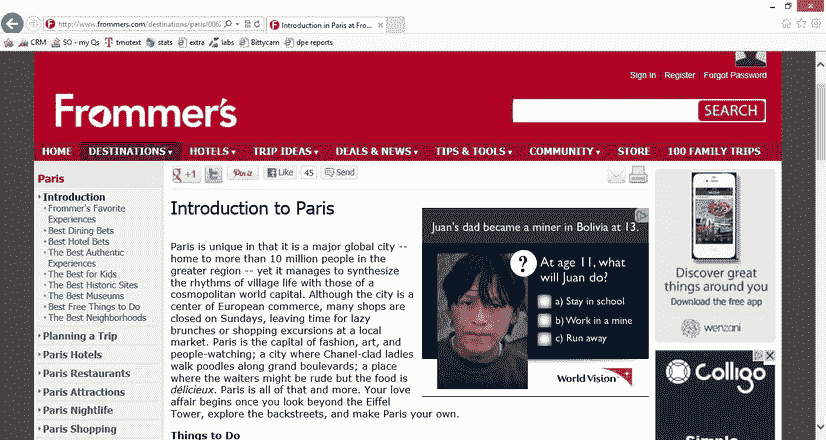 http://www.frommers.com/destinations/paris/006
Introduction in Paris at Fro...
CRM
SO - my Qs
tmotext
stats
extra
labs
Bittycam
dpe reports
Sign In
Register
Forgot Password
Frommer's
SEARCH
HOME
DESTINATIONS
HOTELS
TRIP IDEAS
DEALS & NEWS
TIPS & TOOLS
COMMUNITY
STORE
100 FAMILY TRIPS
Paris
Introduction
Frommer's Favorite
Experiences
Best Dining Bets
Best Hotel Bets
The Best Authentic
Experiences
The Best for Kids
The Best Historic Sites
The Best Museums
Best Free Things to Do
The Best Neighborhoods
Planning a Trip
Paris Hotels
Paris Restaurants
Paris Attractions
Paris Nightlife
Paris Shopping
g +1
Pin it
Like
45
Send
Introduction to Paris
Paris is unique in that it is a major global city --
home to more than 10 million people in the
greater region -- yet it manages to synthesize
the rhythms of village life with those of a
cosmopolitan world capital. Although the city is a
center of European commerce, many shops are
closed on Sundays, leaving time for lazy
brunches or shopping excursions at a local
market. Paris is the capital of fashion, art, and
people-watching; a city where Chanel-clad ladies
walk poodles along grand boulevards; a place
where the waiters might be rude but the food is
délicieux. Paris is all of that and more. Your love
affair begins once you look beyond the Eiffel
Tower, explore the backstreets, and make Paris your own.
Things to Do
Juan's dad became a miner in Bolivia at 13.
?
At age 11, what
will Juan do?
a) Stay in school
b) Work in a mine
c) Run away
World Vision
Discover great
things around you
Download the free app
wenzani
Colligo
Simple